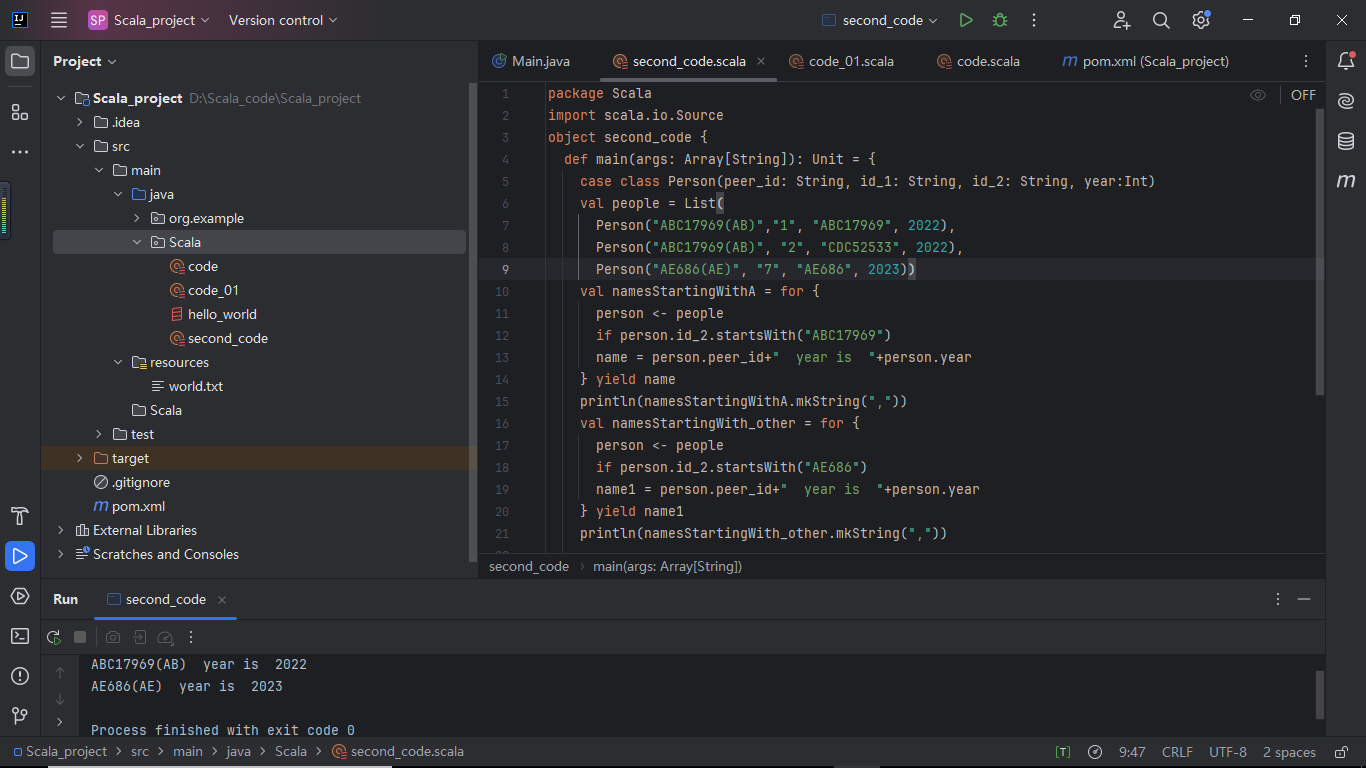 SP Scala_project Version control second_code
Project
Main.java second_code.scala code_01.scala code.scala m pom.xml (Scala_project)
Scala_project D:\Scala_code\Scala_project
.idea
src
main
java
org.example
Scala
code
code_01
hello_world
second_code
resources
world.txt
Scala
test
target
.gitignore
m pom.xml
External Libraries
Scratches and Consoles
OFF
1 package Scala
2 import scala.io.Source
3 object second_code {
4 def main(args: Array[String]): Unit = {
5 case class Person(peer_id: String, id_1: String, id_2: String, year:Int)
6 val people = List(
7 Person("ABC17969(AB)","1", "ABC17969", 2022),
8 Person("ABC17969(AB)", "2", "CDC52533", 2022),
9 Person("AE686(AE)", "7", "AE686", 2023))
10 val namesStartingWithA = for {
11 person <- people
12 if person.id_2.startsWith("ABC17969")
13 name = person.peer_id+"  year is  "+person.year
14 } yield name
15 println(namesStartingWithA.mkString(","))
16 val namesStartingWith_other = for {
17 person <- people
18 if person.id_2.startsWith("AE686")
19 name1 = person.peer_id+"  year is  "+person.year
20 } yield name1
21 println(namesStartingWith_other.mkString(","))
second_code main(args: Array[String])
Run second_code
ABC17969(AB)  year is  2022
AE686(AE)  year is  2023
Process finished with exit code 0
Scala_project src main java Scala second_code.scala [T] 9:47 CRLF UTF-8 2 spaces